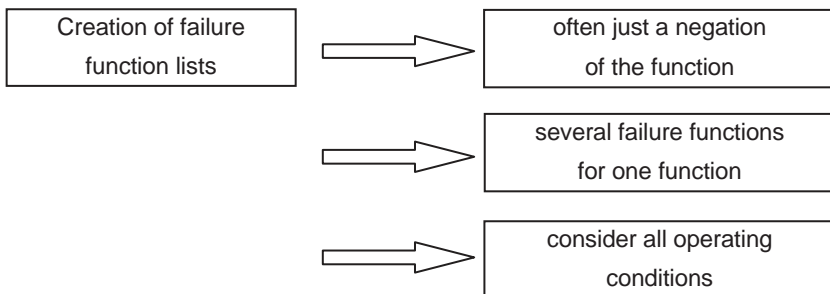 Creation of failure
function lists
often just a negation
of the function
several failure functions
for one function
consider all operating
conditions